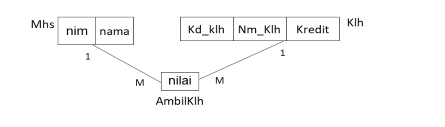 Mhs nim nama Kd_klh Nm_Klh Kredit Klh
1 1
M nilai M
AmbilKlh